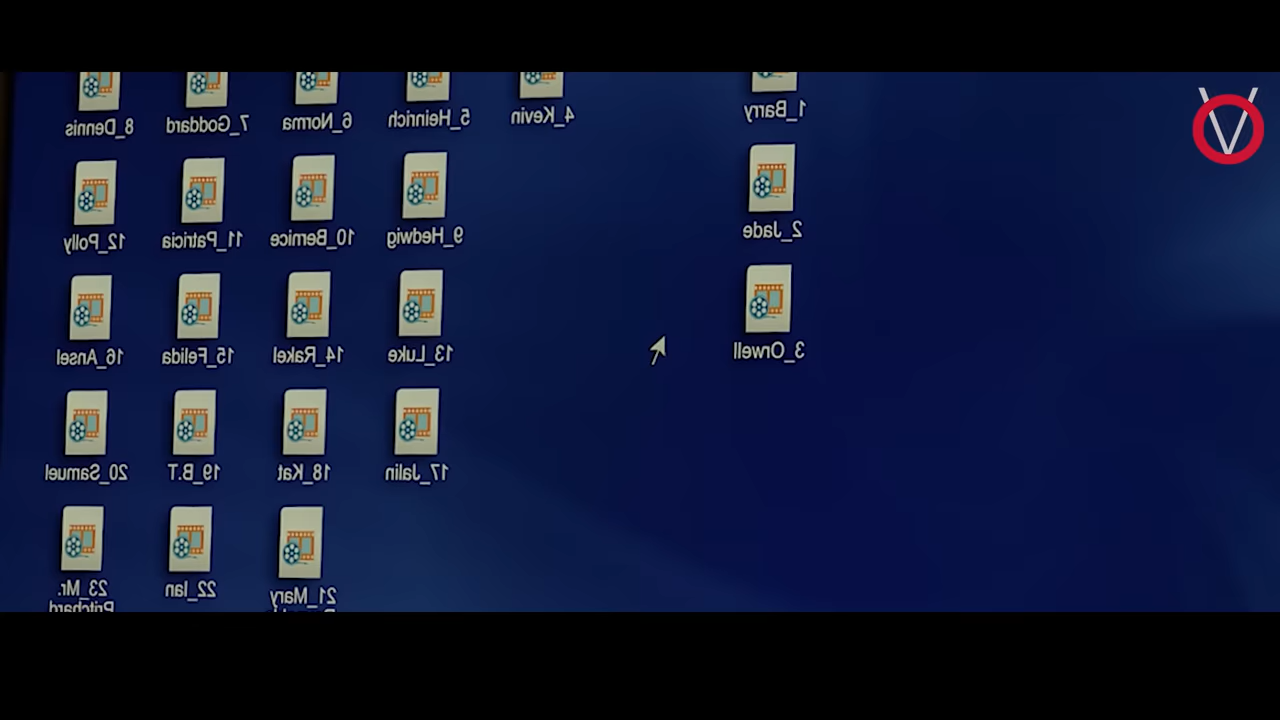 1_Barry
4_Kevin
5_Heinrich
6_Norma
7_Goddard
8_Dennis
2_Jade
9_Hedwig
10_Bernice
11_Patricia
12_Polly
3_Orwell
13_Luke
14_Rakel
15_Felida
16_Ansel
17_Jalin
18_Kat
19_B.T
20_Samuel
21_Mary
22_Ian
23_Mr.
Pritchard